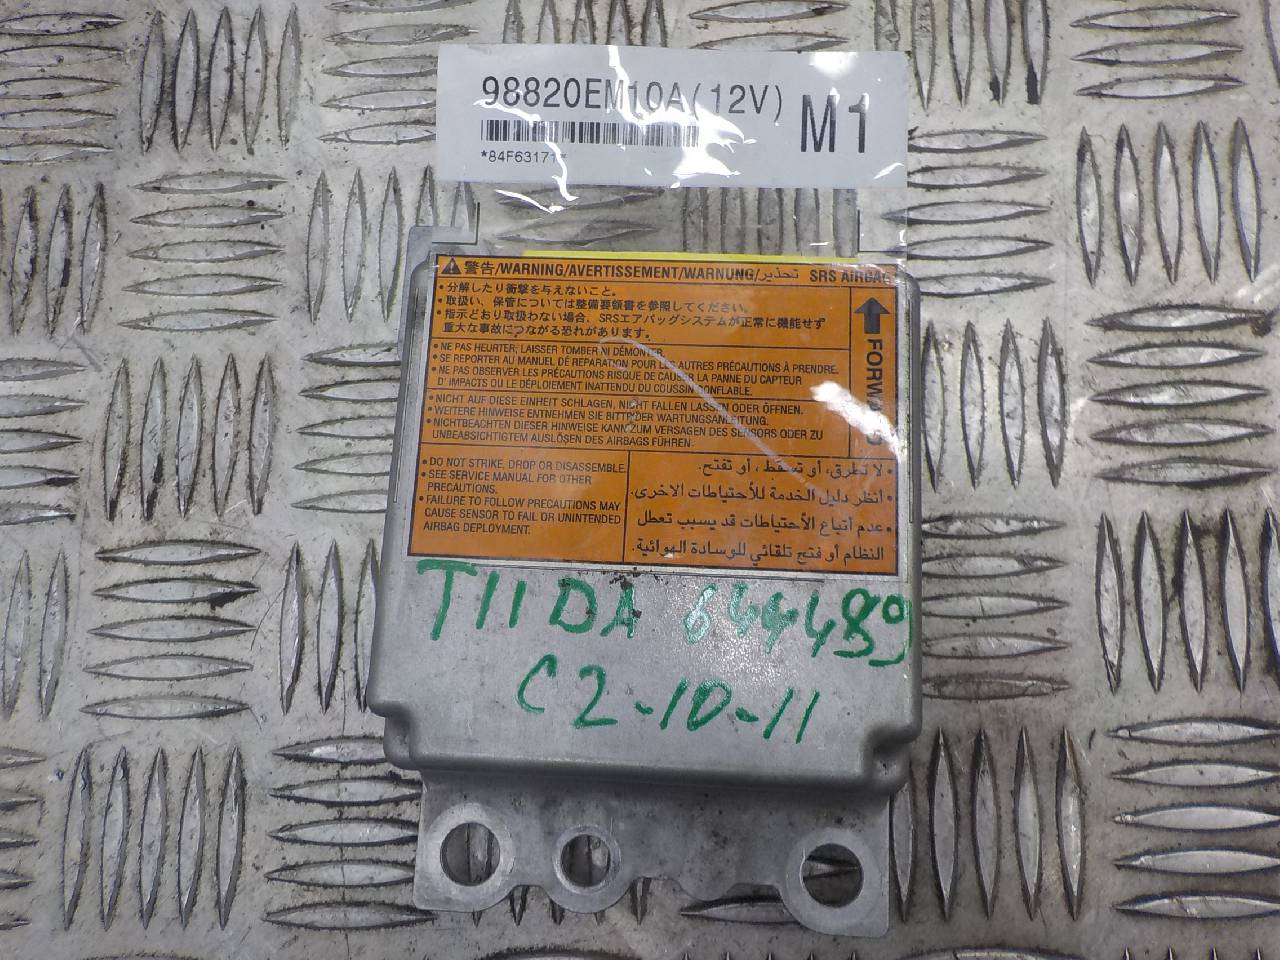 98820EM10A(12V) M1
*84F63171*
警告/WARNING/AVERTISSEMENT/WARNUNG/تحذير SRS AIRBAG
・分解したり衝撃を与えないこと。
・取扱い、保管については整備要領書を参照してください。
・指示どおり取扱わない場合、SRSエアバッグシステムが正常に機能せず
重大な事故につながる恐れがあります。
FORWARD
• NE PAS HEURTER, LAISSER TOMBER NI DÉMONTER.
• SE REPORTER AU MANUEL DE RÉPARATION POUR LES AUTRES PRÉCAUTIONS À PRENDRE.
• NE PAS OBSERVER LES PRÉCAUTIONS RISQUE DE CAUSER LA PANNE DU CAPTEUR
D' IMPACTS OU LE DÉPLOIEMENT INATTENDU DU COUSSIN GONFLABLE.
• NICHT AUF DIESE EINHEIT SCHLAGEN, NICHT FALLEN LASSEN ODER ÖFFNEN.
• WEITERE HINWEISE ENTNEHMEN SIE BITTE DER WARTUNGSANLEITUNG.
• NICHTBEACHTEN DIESER HINWEISE KANN ZUM VERSAGEN DES SENSORS ODER ZU
UNBEABSICHTIGTEM AUSLÖSEN DES AIRBAGS FÜHREN.
• DO NOT STRIKE, DROP OR DISASSEMBLE.
• SEE SERVICE MANUAL FOR OTHER
PRECAUTIONS.
• FAILURE TO FOLLOW PRECAUTIONS MAY
CAUSE SENSOR TO FAIL OR UNINTENDED
AIRBAG DEPLOYMENT.
• لا تطرق، أو تسقط، أو تفتح.
• أنظر دليل الخدمة للأحتياطات الاخرى.
• عدم أتباع الأحتياطات قد يسبب تعطل
النظام أو فتح تلقائي للوسادة الهوائية.
TIIDA 644489
C2-10-11